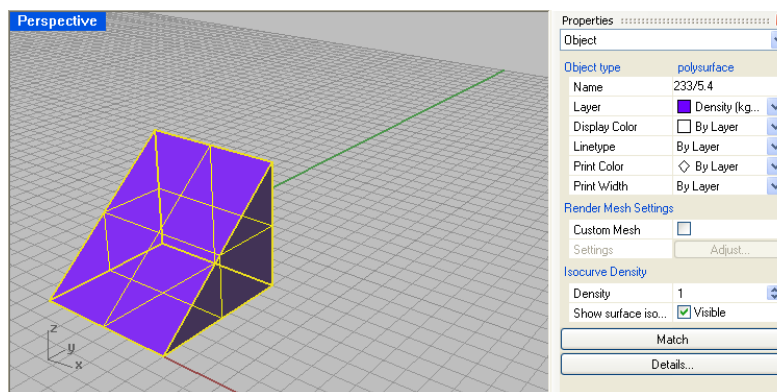 Perspective
z
y
x
Properties
Object
Object type polysurface
Name 233/5.4
Layer Density (kg...
Display Color By Layer
Linetype By Layer
Print Color By Layer
Print Width By Layer
Render Mesh Settings
Custom Mesh
Settings Adjust...
Isocurve Density
Density 1
Show surface iso... Visible
Match
Details...